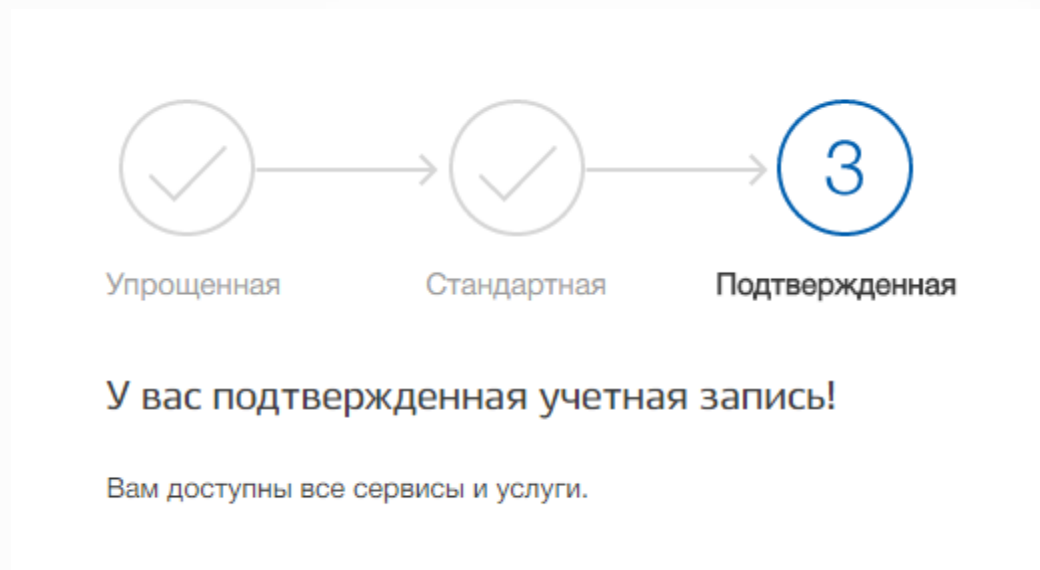 3
Упрощенная Стандартная Подтвержденная
У вас подтвержденная учетная запись!
Вам доступны все сервисы и услуги.